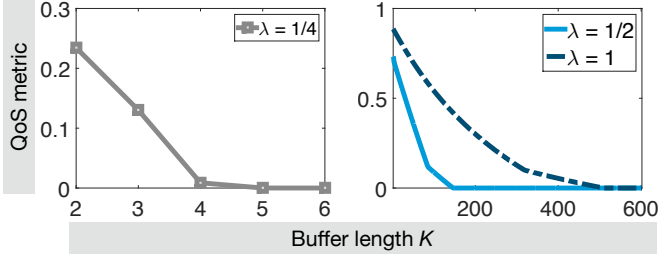 QoS metric
0.3
0.2
0.1
0
2 3 4 5 6
λ = 1/4
1
0.5
0
200 400 600
λ = 1/2
λ = 1
Buffer length K